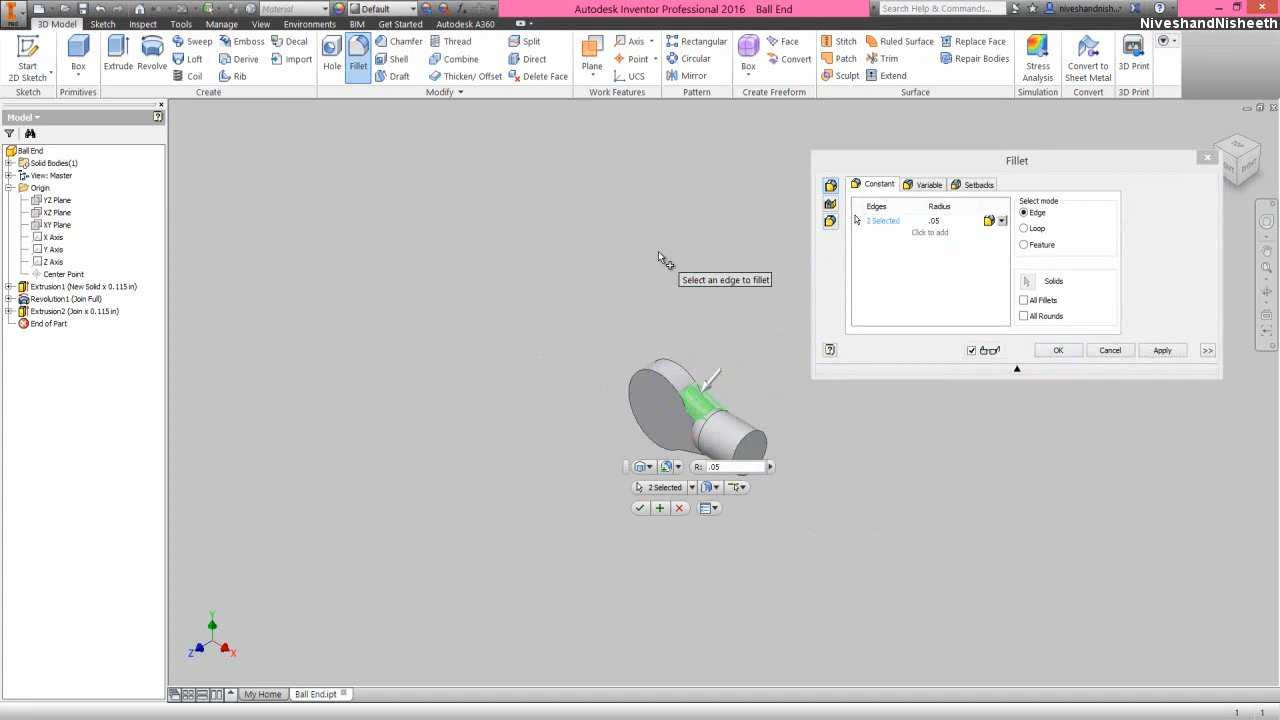 Material
Default
Autodesk Inventor Professional 2016 Ball End
Search Help & Commands...
niveshandnish...
NiveshandNisheeth
PRO
3D Model
Sketch
Inspect
Tools
Manage
View
Environments
BIM
Get Started
Autodesk A360
Start
2D Sketch
Box
Extrude
Revolve
Sweep
Emboss
Decal
Loft
Derive
Import
Coil
Rib
Hole
Fillet
Chamfer
Thread
Split
Shell
Combine
Direct
Draft
Thicken/ Offset
Delete Face
Plane
Axis
Point
UCS
Rectangular
Circular
Mirror
Box
Face
Convert
Stitch
Ruled Surface
Replace Face
Patch
Trim
Repair Bodies
Sculpt
Extend
Stress
Analysis
Convert to
Sheet Metal
3D Print
Sketch
Primitives
Create
Modify
Work Features
Pattern
Create Freeform
Surface
Simulation
Convert
3D Print
Model
Ball End
Solid Bodies(1)
View: Master
Origin
YZ Plane
XZ Plane
XY Plane
X Axis
Y Axis
Z Axis
Center Point
Extrusion1 (New Solid x 0.115 in)
Revolution1 (Join Full)
Extrusion2 (Join x 0.115 in)
End of Part
Fillet
Constant
Variable
Setbacks
Edges
Radius
2 Selected
.05
Click to add
Select mode
Edge
Loop
Feature
Solids
All Fillets
All Rounds
OK
Cancel
Apply
>>
TOP
FRONT
RIGHT
Select an edge to fillet
R: .05
2 Selected
Y
Z
X
My Home
Ball End.ipt
1
1